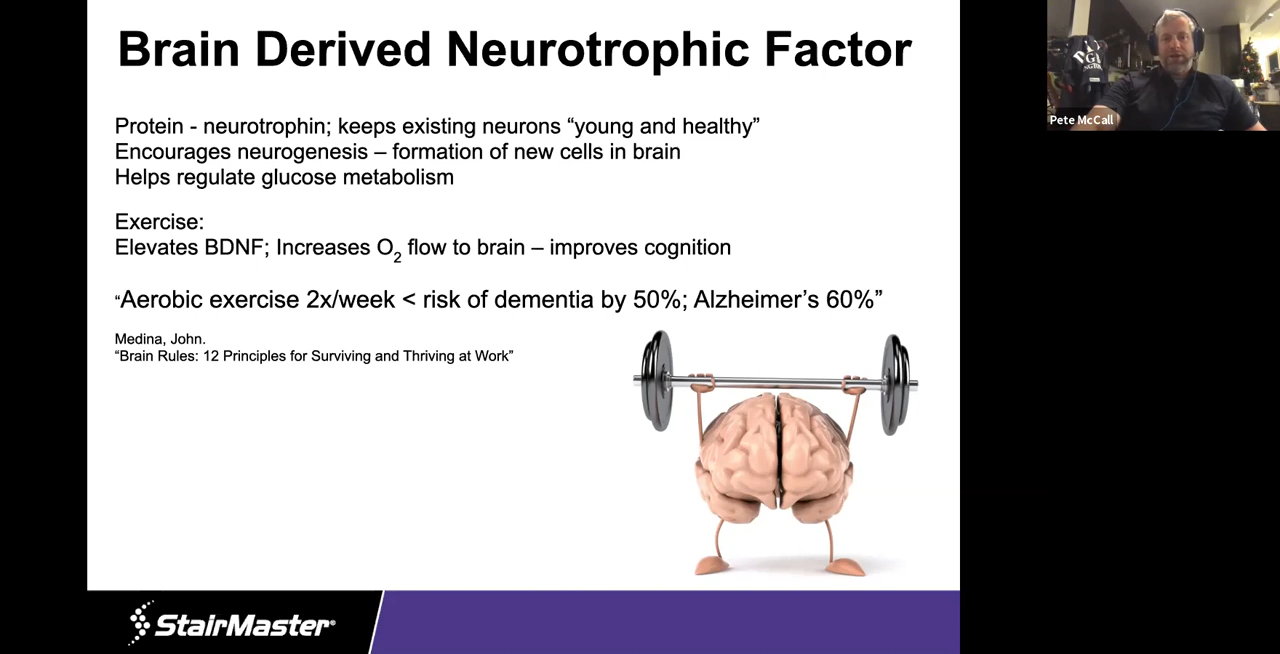 Brain Derived Neurotrophic Factor
Protein - neurotrophin; keeps existing neurons “young and healthy”
Encourages neurogenesis – formation of new cells in brain
Helps regulate glucose metabolism
Exercise:
Elevates BDNF; Increases O2 flow to brain – improves cognition
“Aerobic exercise 2x/week < risk of dementia by 50%; Alzheimer’s 60%”
Medina, John.
“Brain Rules: 12 Principles for Surviving and Thriving at Work”
StairMaster®
Pete McCall